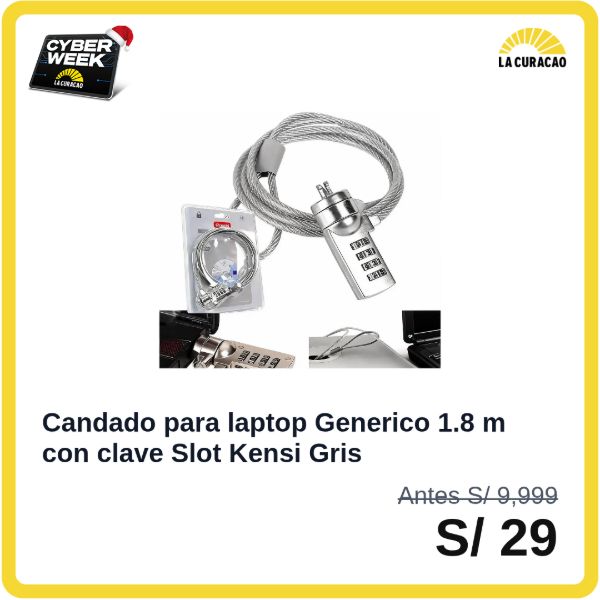 CYBER
WEEK
LA CURACAO
LA CURACAO
Candado para laptop Generico 1.8 m
con clave Slot Kensi Gris
Antes S/ 9,999
S/ 29